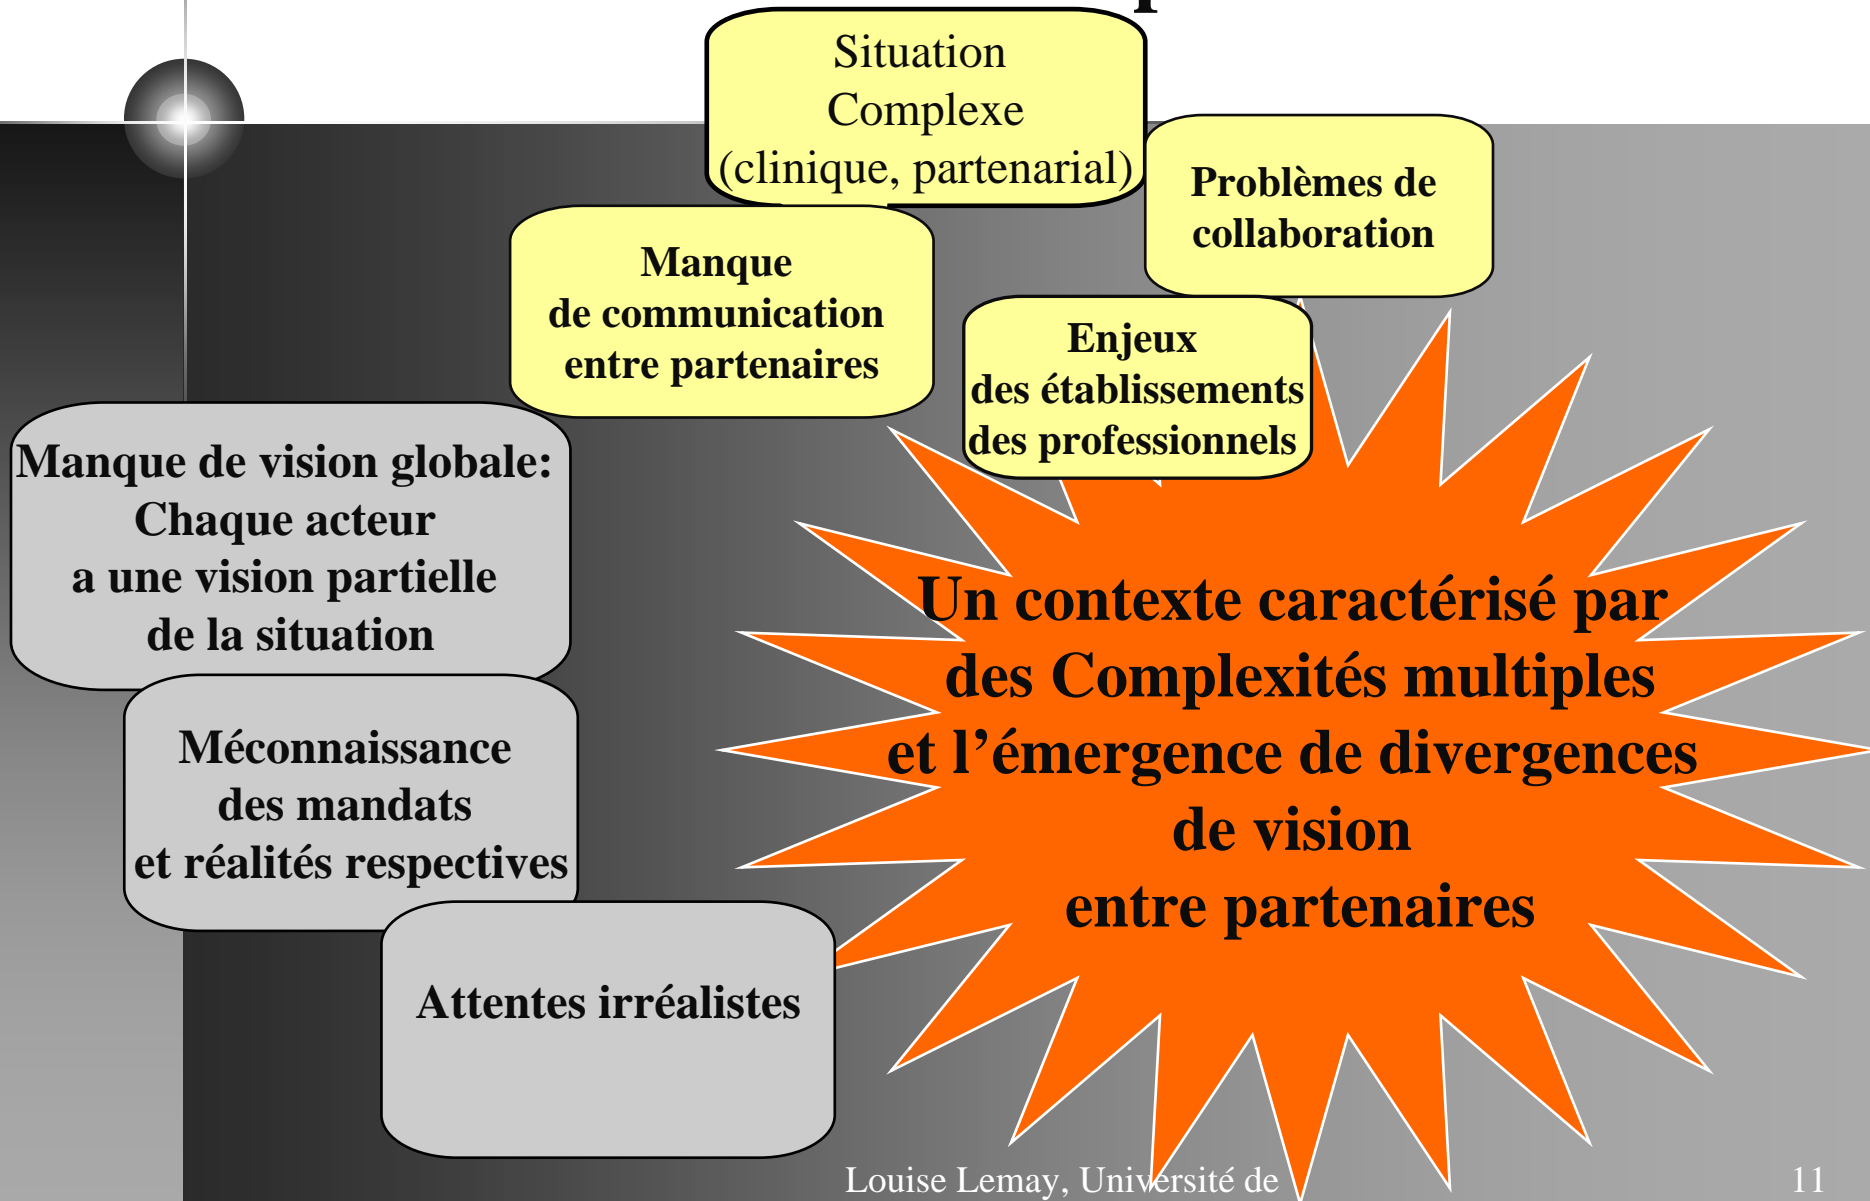 Situation
Complexe
(clinique, partenarial)
Problèmes de
collaboration
Manque
de communication
entre partenaires
Enjeux
des établissements
des professionnels
Manque de vision globale:
Chaque acteur
a une vision partielle
de la situation
Méconnaissance
des mandats
et réalités respectives
Attentes irréalistes
Un contexte caractérisé par
des Complexités multiples
et l’émergence de divergences
de vision
entre partenaires
Louise Lemay, Université de
11